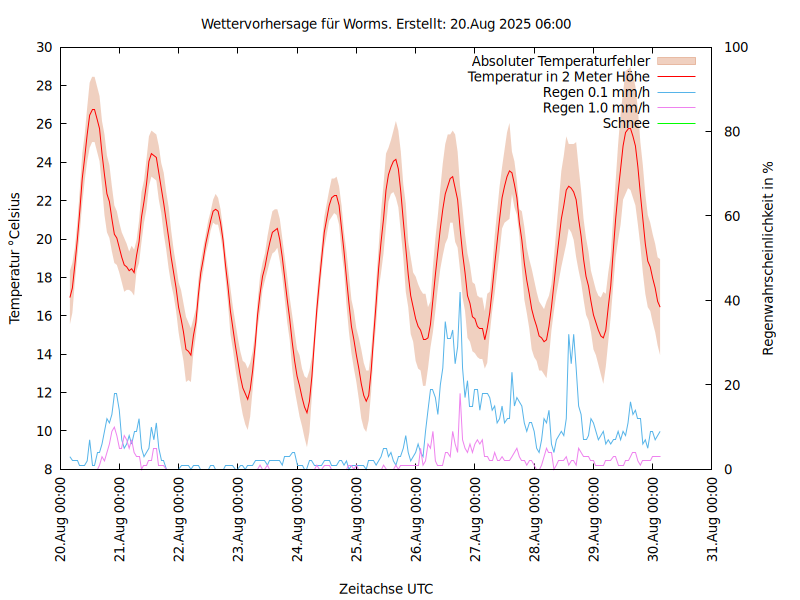 Wettervorhersage für Worms. Erstellt: 20.Aug 2025 06:00
Absoluter Temperaturfehler
Temperatur in 2 Meter Höhe
Regen 0.1 mm/h
Regen 1.0 mm/h
Schnee
Temperatur °Celsius
30
28
26
24
22
20
18
16
14
12
10
8
100
80
60
40
20
0
Regenwahrscheinlichkeit in %
20.Aug 00:00
21.Aug 00:00
22.Aug 00:00
23.Aug 00:00
24.Aug 00:00
25.Aug 00:00
26.Aug 00:00
27.Aug 00:00
28.Aug 00:00
29.Aug 00:00
30.Aug 00:00
31.Aug 00:00
Zeitachse UTC